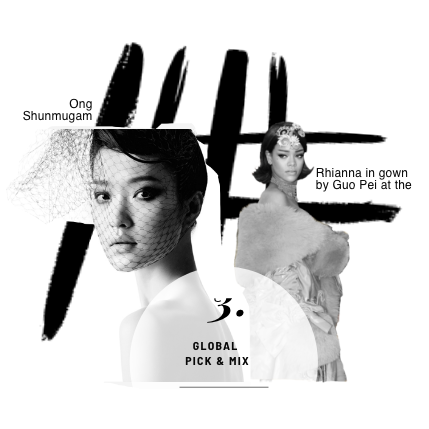 Ong
Shunmugam
Rhianna in gown
by Guo Pei at the
3.
GLOBAL
PICK & MIX